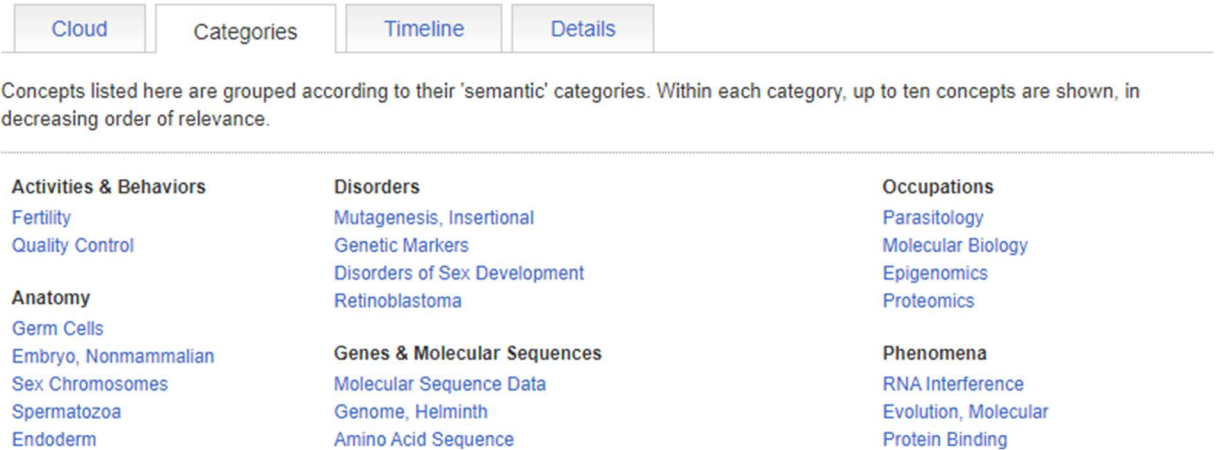 Cloud
Categories
Timeline
Details
Concepts listed here are grouped according to their 'semantic' categories. Within each category, up to ten concepts are shown, in
decreasing order of relevance.
Activities & Behaviors
Fertility
Quality Control
Anatomy
Germ Cells
Embryo, Nonmammalian
Sex Chromosomes
Spermatozoa
Endoderm
Disorders
Mutagenesis, Insertional
Genetic Markers
Disorders of Sex Development
Retinoblastoma
Genes & Molecular Sequences
Molecular Sequence Data
Genome, Helminth
Amino Acid Sequence
Occupations
Parasitology
Molecular Biology
Epigenomics
Proteomics
Phenomena
RNA Interference
Evolution, Molecular
Protein Binding